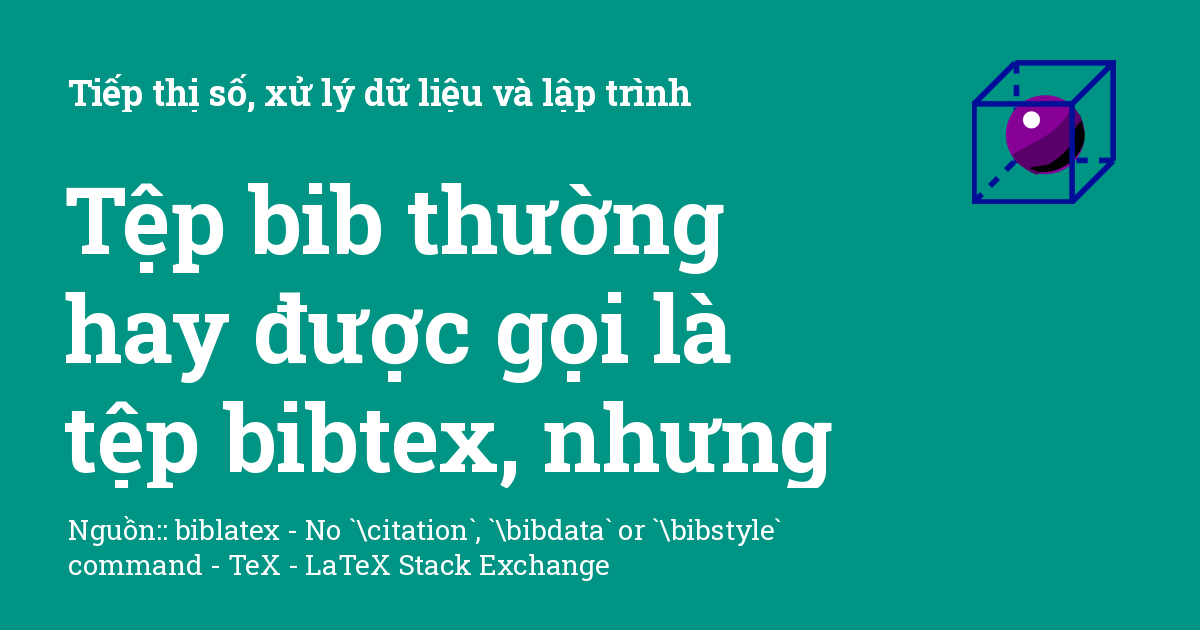 Tiếp thị số, xử lý dữ liệu và lập trình
Tệp bib thường
hay được gọi là
tệp bibtex, nhưng
Nguồn:: biblatex - No `\citation`, `\bibdata` or `\bibstyle`
command - TeX - LaTeX Stack Exchange